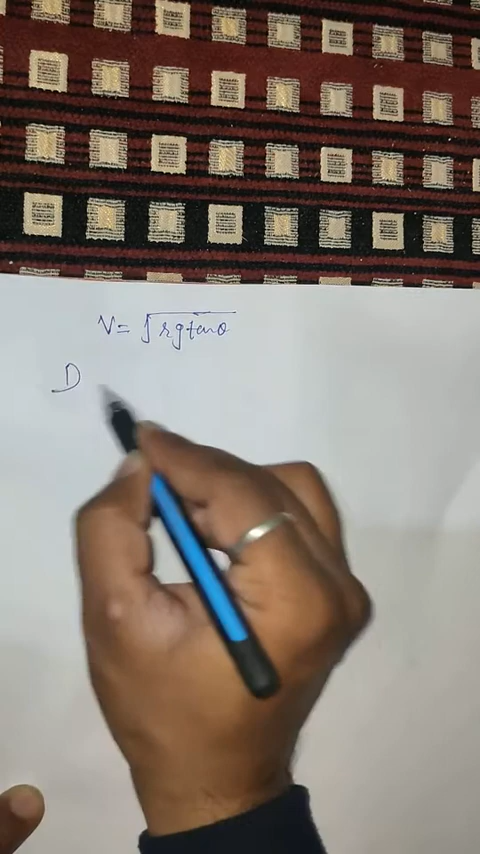 V = √rg tanθ
D